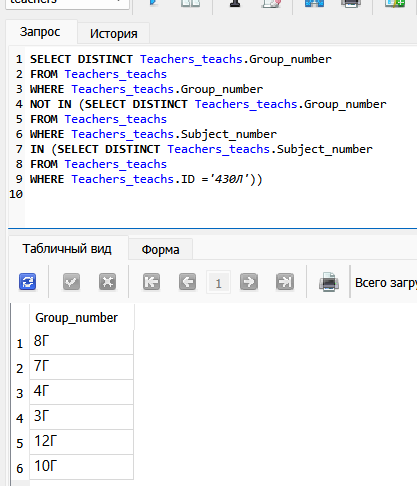 teachers
Запрос
История
1 SELECT DISTINCT Teachers_teachs.Group_number
2 FROM Teachers_teachs
3 WHERE Teachers_teachs.Group_number
4 NOT IN (SELECT DISTINCT Teachers_teachs.Group_number
5 FROM Teachers_teachs
6 WHERE Teachers_teachs.Subject_number
7 IN (SELECT DISTINCT Teachers_teachs.Subject_number
8 FROM Teachers_teachs
9 WHERE Teachers_teachs.ID ='430Л'))
10
Табличный вид
Форма
1
Всего загру
Group_number
1 8Г
2 7Г
3 4Г
4 3Г
5 12Г
6 10Г